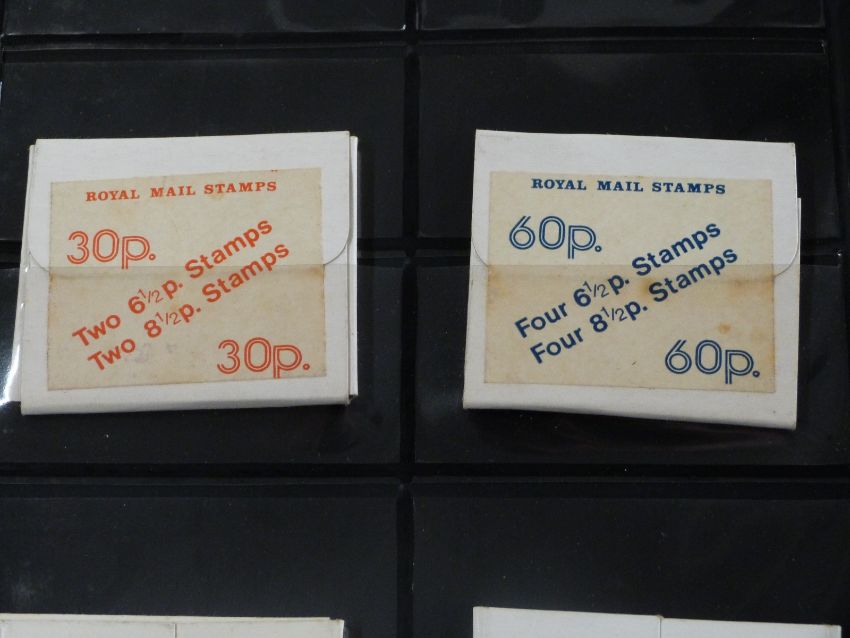 ROYAL MAIL STAMPS
30p.
Two 6½p. Stamps
Two 8½p. Stamps
30p.
ROYAL MAIL STAMPS
60p.
Four 6½p. Stamps
Four 8½p. Stamps
60p.